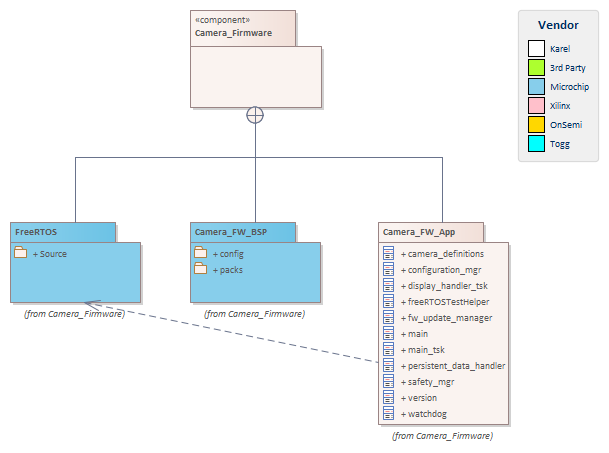 «component»
Camera_Firmware
Vendor
Karel
3rd Party
Microchip
Xilinx
OnSemi
Togg
FreeRTOS
+ Source
(from Camera_Firmware)
Camera_FW_BSP
+ config
+ packs
(from Camera_Firmware)
Camera_FW_App
+ camera_definitions
+ configuration_mgr
+ display_handler_tsk
+ freeRTOSTestHelper
+ fw_update_manager
+ main
+ main_tsk
+ persistent_data_handler
+ safety_mgr
+ version
+ watchdog
(from Camera_Firmware)